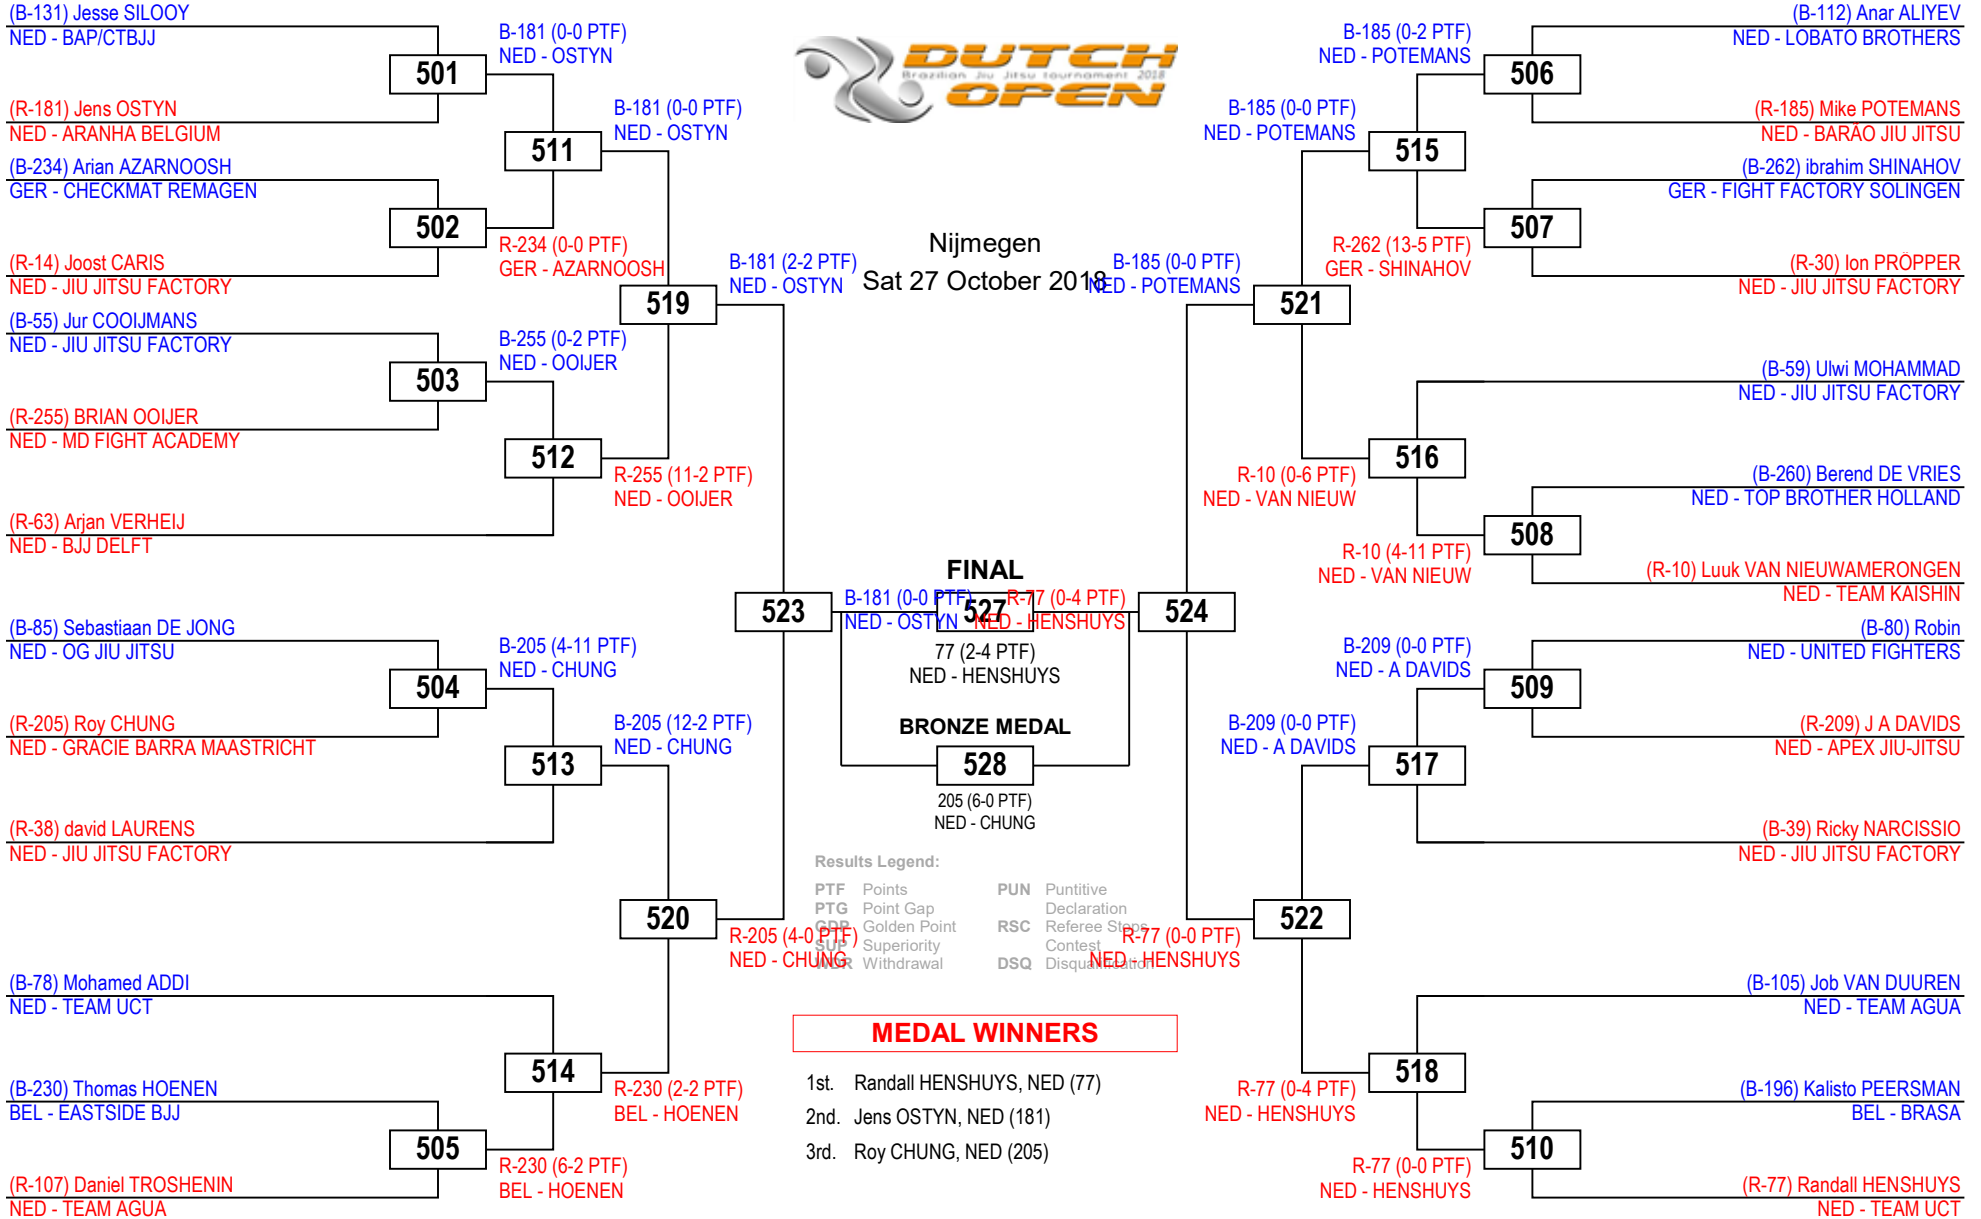 (B-131) Jesse SILOOY
NED - BAP/CTBJJ
501
(R-181) Jens OSTYN
NED - ARANHA BELGIUM
(B-234) Arian AZARNOOSH
GER - CHECKMAT REMAGEN
502
(R-14) Joost CARIS
NED - JIU JITSU FACTORY
(B-55) Jur COOIJMANS
NED - JIU JITSU FACTORY
503
(R-255) BRIAN OOIJER
NED - MD FIGHT ACADEMY
(R-63) Arjan VERHEIJ
NED - BJJ DELFT
(B-85) Sebastiaan DE JONG
NED - OG JIU JITSU
504
(R-205) Roy CHUNG
NED - GRACIE BARRA MAASTRICHT
(R-38) david LAURENS
NED - JIU JITSU FACTORY
(B-78) Mohamed ADDI
NED - TEAM UCT
(B-230) Thomas HOENEN
BEL - EASTSIDE BJJ
505
(R-107) Daniel TROSHENIN
NED - TEAM AGUA
B-181 (0-0 PTF)
NED - OSTYN
511
R-234 (0-0 PTF)
GER - AZARNOOSH
B-255 (0-2 PTF)
NED - OOIJER
512
B-205 (4-11 PTF)
NED - CHUNG
513
514
R-230 (6-2 PTF)
BEL - HOENEN
B-181 (0-0 PTF)
NED - OSTYN
519
R-255 (11-2 PTF)
NED - OOIJER
B-205 (12-2 PTF)
NED - CHUNG
520
R-230 (2-2 PTF)
BEL - HOENEN
B-181 (2-2 PTF)
NED - OSTYN
523
R-205 (4-0 PTF)
NED - CHUNG
DUTCH
Brazilian Jiu Jitsu tournament 2018
OPEN
Nijmegen
Sat 27 October 2018
FINAL
B-181 (0-0 PTF)
NED - OSTYN
527
R-77 (0-4 PTF)
NED - HENSHUYS
77 (2-4 PTF)
NED - HENSHUYS
BRONZE MEDAL
528
205 (6-0 PTF)
NED - CHUNG
Results Legend:
PTF Points
PTG Point Gap
GDP Golden Point
SUP Superiority
WDR Withdrawal
PUN Puntitive
Declaration
RSC Referee Stops
Contest
DSQ Disqualification
MEDAL WINNERS
1st. Randall HENSHUYS, NED (77)
2nd. Jens OSTYN, NED (181)
3rd. Roy CHUNG, NED (205)
B-185 (0-0 PTF)
NED - POTEMANS
524
R-77 (0-0 PTF)
NED - HENSHUYS
B-185 (0-0 PTF)
NED - POTEMANS
521
R-10 (0-6 PTF)
NED - VAN NIEUW
B-209 (0-0 PTF)
NED - A DAVIDS
522
R-77 (0-4 PTF)
NED - HENSHUYS
B-185 (0-2 PTF)
NED - POTEMANS
515
R-262 (13-5 PTF)
GER - SHINAHOV
516
R-10 (4-11 PTF)
NED - VAN NIEUW
B-209 (0-0 PTF)
NED - A DAVIDS
517
518
R-77 (0-0 PTF)
NED - HENSHUYS
(B-112) Anar ALIYEV
NED - LOBATO BROTHERS
506
(R-185) Mike POTEMANS
NED - BARÃO JIU JITSU
(B-262) ibrahim SHINAHOV
GER - FIGHT FACTORY SOLINGEN
507
(R-30) Ion PRÖPPER
NED - JIU JITSU FACTORY
(B-59) Ulwi MOHAMMAD
NED - JIU JITSU FACTORY
(B-260) Berend DE VRIES
NED - TOP BROTHER HOLLAND
508
(R-10) Luuk VAN NIEUWAMERONGEN
NED - TEAM KAISHIN
(B-80) Robin
NED - UNITED FIGHTERS
509
(R-209) J A DAVIDS
NED - APEX JIU-JITSU
(B-39) Ricky NARCISSIO
NED - JIU JITSU FACTORY
(B-105) Job VAN DUUREN
NED - TEAM AGUA
(B-196) Kalisto PEERSMAN
BEL - BRASA
510
(R-77) Randall HENSHUYS
NED - TEAM UCT